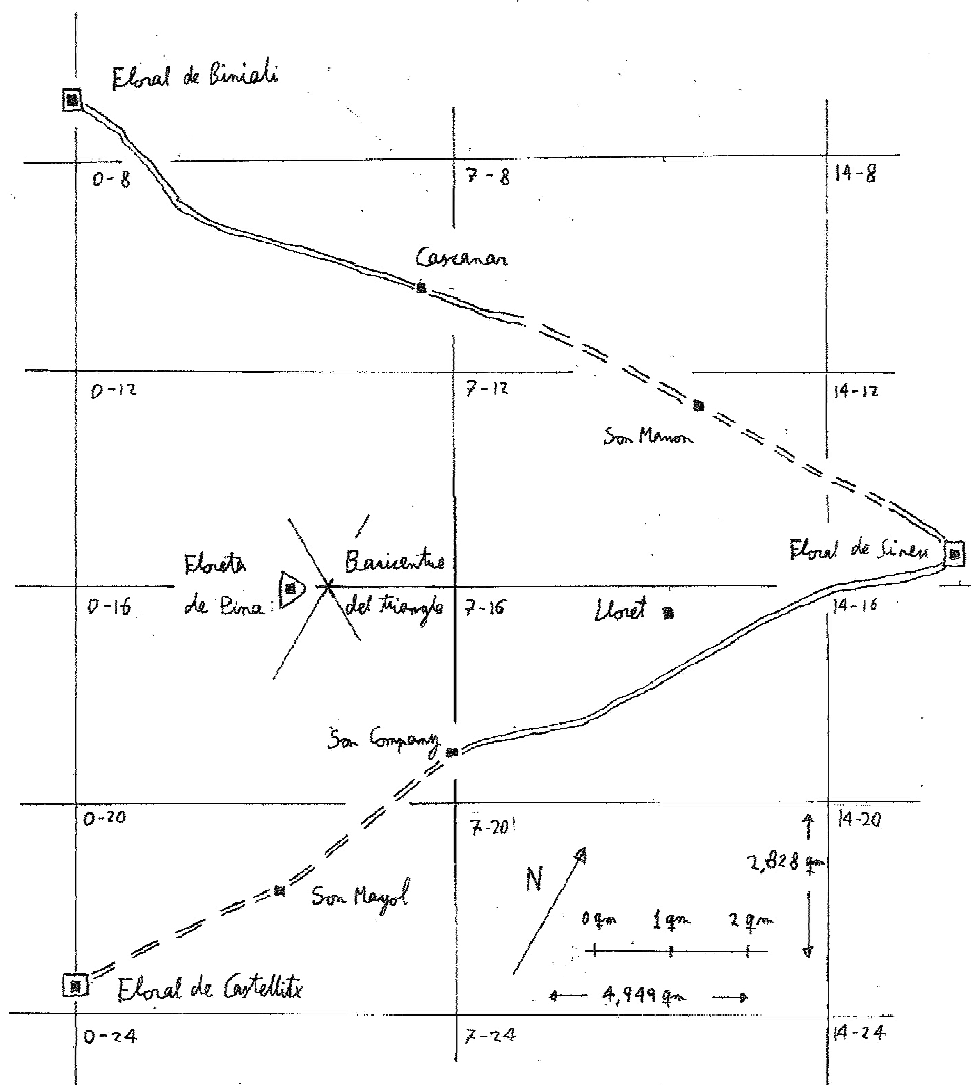 Eloral de Biniali
0-8
7-8
14-8
Cascanar
0-12
7-12
14-12
Son Manon
Eloreta
de Pina
Baricentre
del triangle
Eloral de Sineu
0-16
7-16
Lloret
14-16
Son Company
0-20
7-20
14-20
2,828 qm
N
Son Mayol
0 qm 1 qm 2 qm
Eloral de Castellitx
4,949 qm
0-24
7-24
14-24